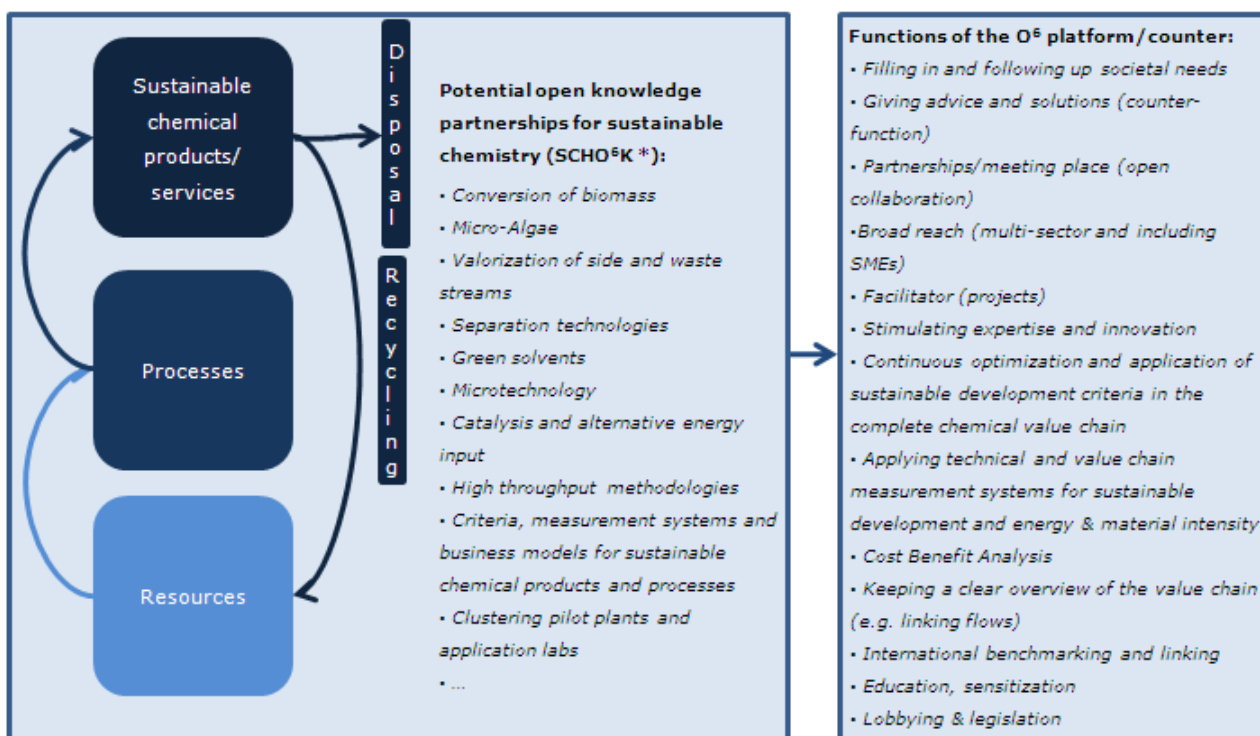 Sustainable
chemical
products/
services
Processes
Resources
Disposal
Recycling
Potential open knowledge
partnerships for sustainable
chemistry (SCHO⁶K *):
• Conversion of biomass
• Micro-Algae
• Valorization of side and waste
streams
• Separation technologies
• Green solvents
• Microtechnology
• Catalysis and alternative energy
input
• High throughput methodologies
• Criteria, measurement systems and
business models for sustainable
chemical products and processes
• Clustering pilot plants and
application labs
• ...
Functions of the O⁶ platform/counter:
• Filling in and following up societal needs
• Giving advice and solutions (counter-
function)
• Partnerships/meeting place (open
collaboration)
•Broad reach (multi-sector and including
SMEs)
• Facilitator (projects)
• Stimulating expertise and innovation
• Continuous optimization and application of
sustainable development criteria in the
complete chemical value chain
• Applying technical and value chain
measurement systems for sustainable
development and energy & material intensity
• Cost Benefit Analysis
• Keeping a clear overview of the value chain
(e.g. linking flows)
• International benchmarking and linking
• Education, sensitization
• Lobbying & legislation